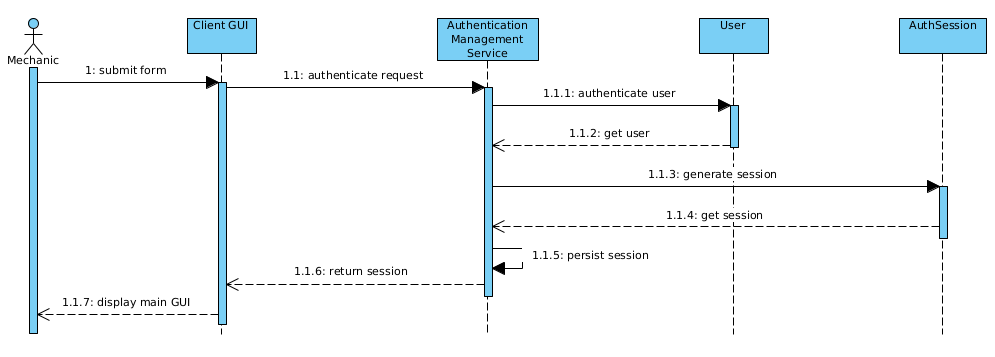 Client GUI
Authentication
Management
Service
User
AuthSession
Mechanic
1: submit form
1.1: authenticate request
1.1.1: authenticate user
1.1.2: get user
1.1.3: generate session
1.1.4: get session
1.1.5: persist session
1.1.6: return session
1.1.7: display main GUI